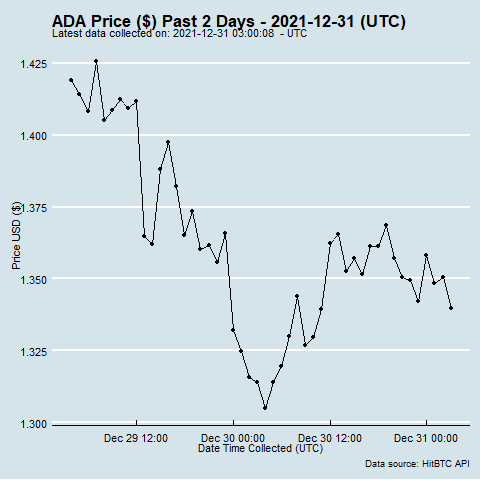 ADA Price ($) Past 2 Days - 2021-12-31 (UTC)
Latest data collected on: 2021-12-31 03:00:08  - UTC
1.425
1.400
1.375
1.350
1.325
1.300
Price USD ($)
Dec 29 12:00
Dec 30 00:00
Dec 30 12:00
Dec 31 00:00
Date Time Collected (UTC)
Data source: HitBTC API